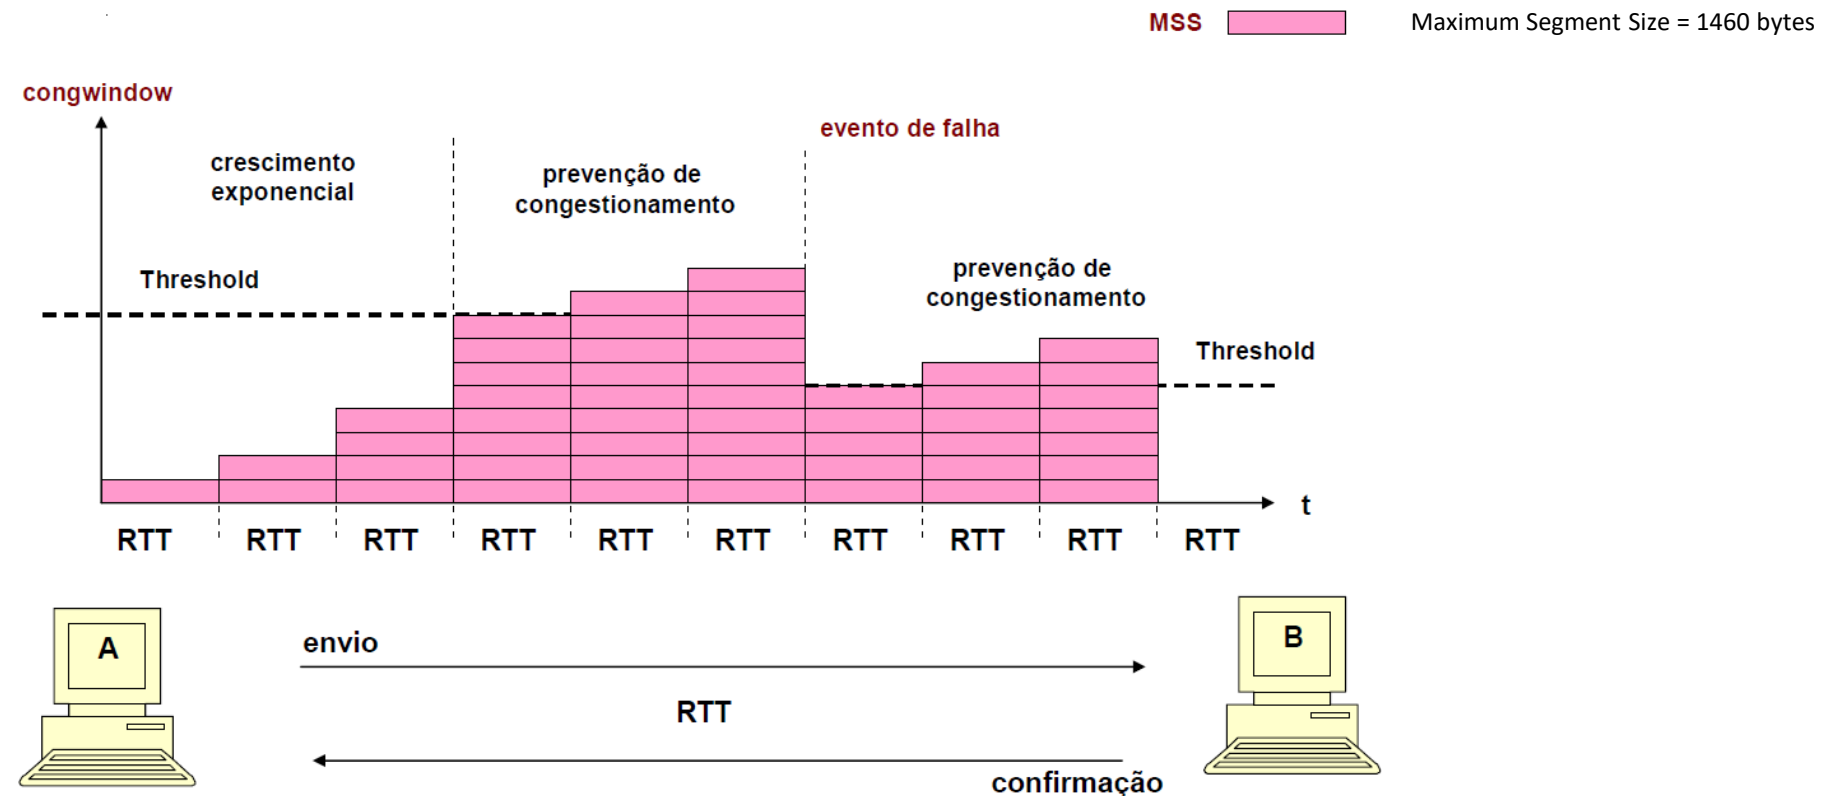 MSS
Maximum Segment Size = 1460 bytes
congwindow
evento de falha
crescimento
exponencial
prevenção de
congestionamento
Threshold
prevenção de
congestionamento
Threshold
t
RTT RTT RTT RTT RTT RTT RTT RTT RTT RTT
A
envio
B
RTT
confirmação